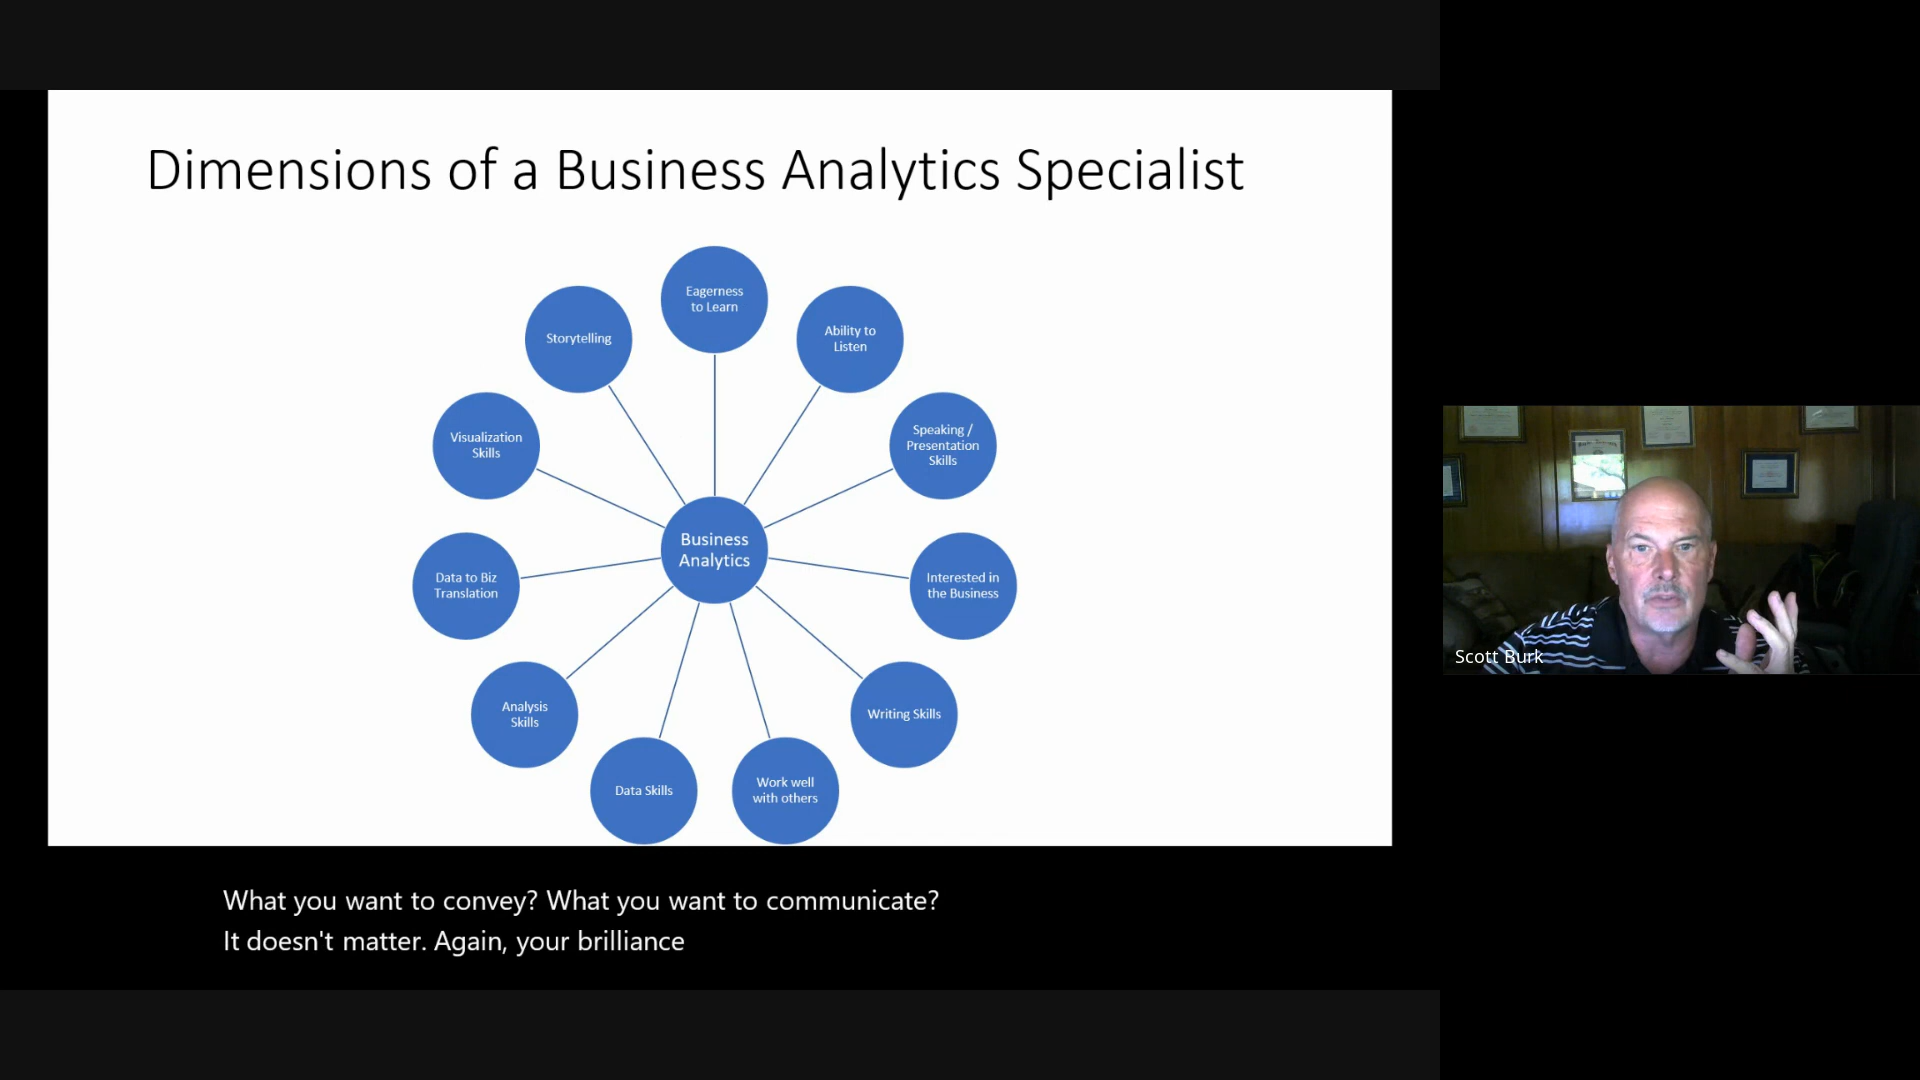 Dimensions of a Business Analytics Specialist
Eagerness
to Learn
Ability to
Listen
Speaking /
Presentation
Skills
Interested in
the Business
Writing Skills
Work well
with others
Data Skills
Analysis
Skills
Data to Biz
Translation
Visualization
Skills
Storytelling
Business
Analytics
Scott Burk
What you want to convey? What you want to communicate?
It doesn't matter. Again, your brilliance